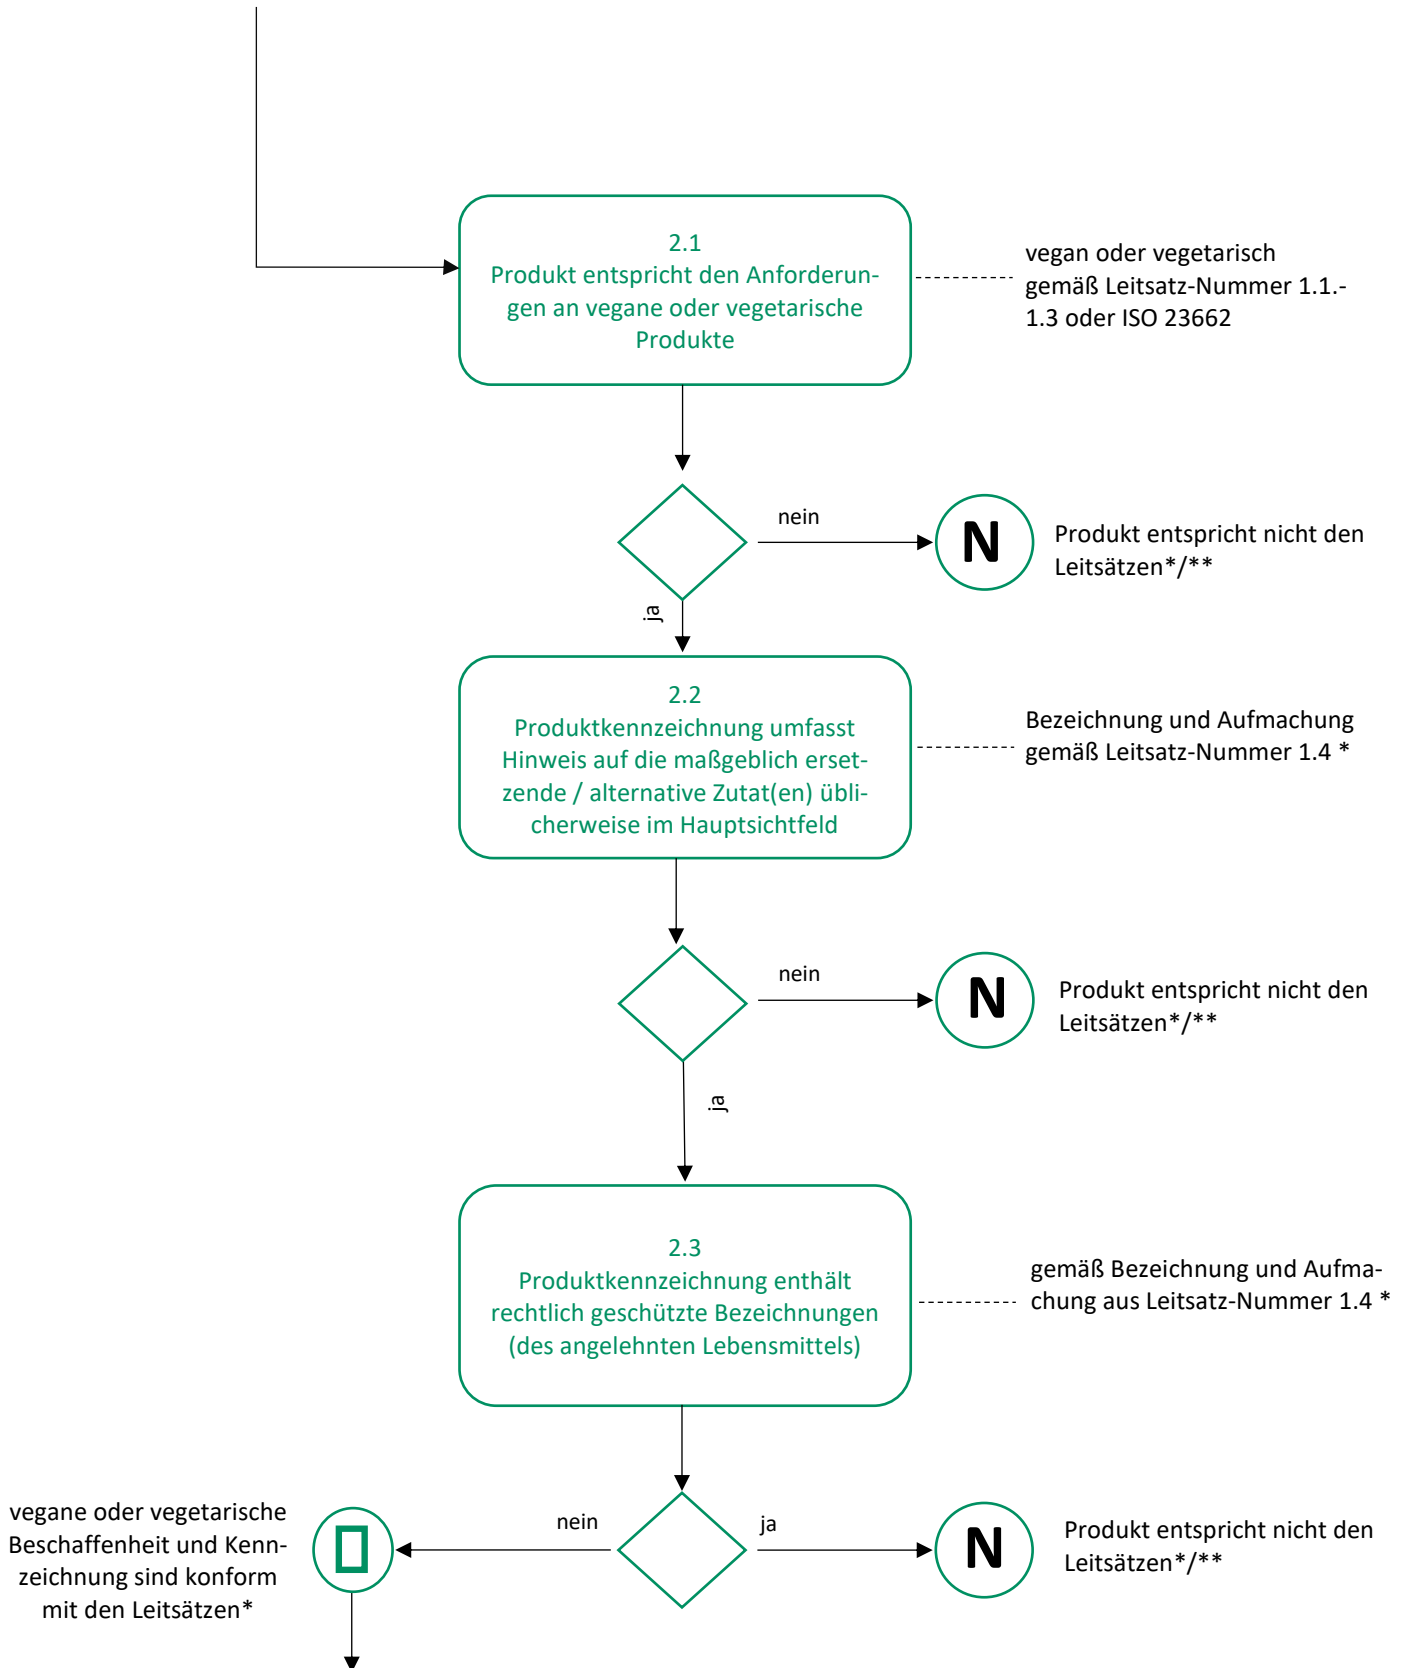 2.1
Produkt entspricht den Anforderun-
gen an vegane oder vegetarische
Produkte
vegan oder vegetarisch
gemäß Leitsatz-Nummer 1.1.-
1.3 oder ISO 23662
nein
N
Produkt entspricht nicht den
Leitsätzen*/**
ja
2.2
Produktkennzeichnung umfasst
Hinweis auf die maßgeblich erset-
zende / alternative Zutat(en) übli-
cherweise im Hauptsichtfeld
Bezeichnung und Aufmachung
gemäß Leitsatz-Nummer 1.4 *
nein
N
Produkt entspricht nicht den
Leitsätzen*/**
ja
2.3
Produktkennzeichnung enthält
rechtlich geschützte Bezeichnungen
(des angelehnten Lebensmittels)
gemäß Bezeichnung und Aufma-
chung aus Leitsatz-Nummer 1.4 *
vegane oder vegetarische
Beschaffenheit und Kenn-
zeichnung sind konform
mit den Leitsätzen*
nein
ja
N
Produkt entspricht nicht den
Leitsätzen*/**